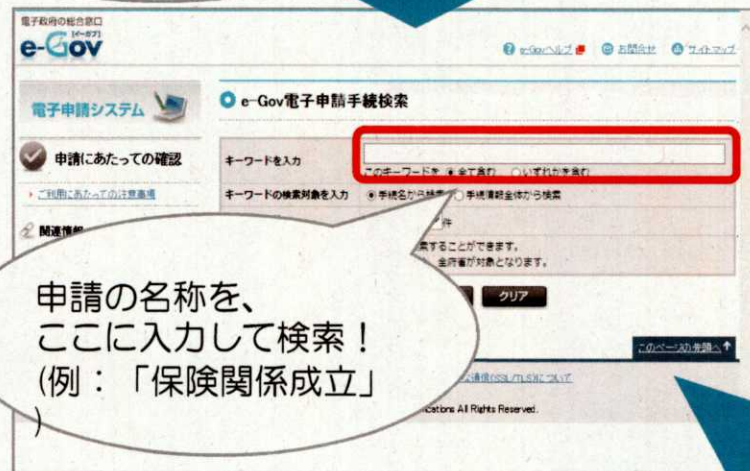 電子政府の総合窓口
[イーガブ]
e-Gov
e-Govヘルプ お問合せ サイトマップ
電子申請システム
e-Gov電子申請手続検索
申請にあたっての確認
ご利用にあたっての注意事項
関連情報
キーワードを入力
このキーワードを 全て含む いずれかを含む
キーワードの検索対象を入力 手続名から検索 手続情報全体から検索
件
索することができます。
全府省が対象となります。
クリア
申請の名称を、
ここに入力して検索！
(例：「保険関係成立」
)
このページの先頭へ
通信(SSL/TLS)について
All Rights Reserved.